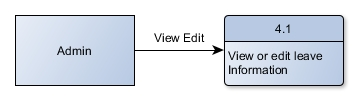 Admin
View Edit
4.1
View or edit leave
Information